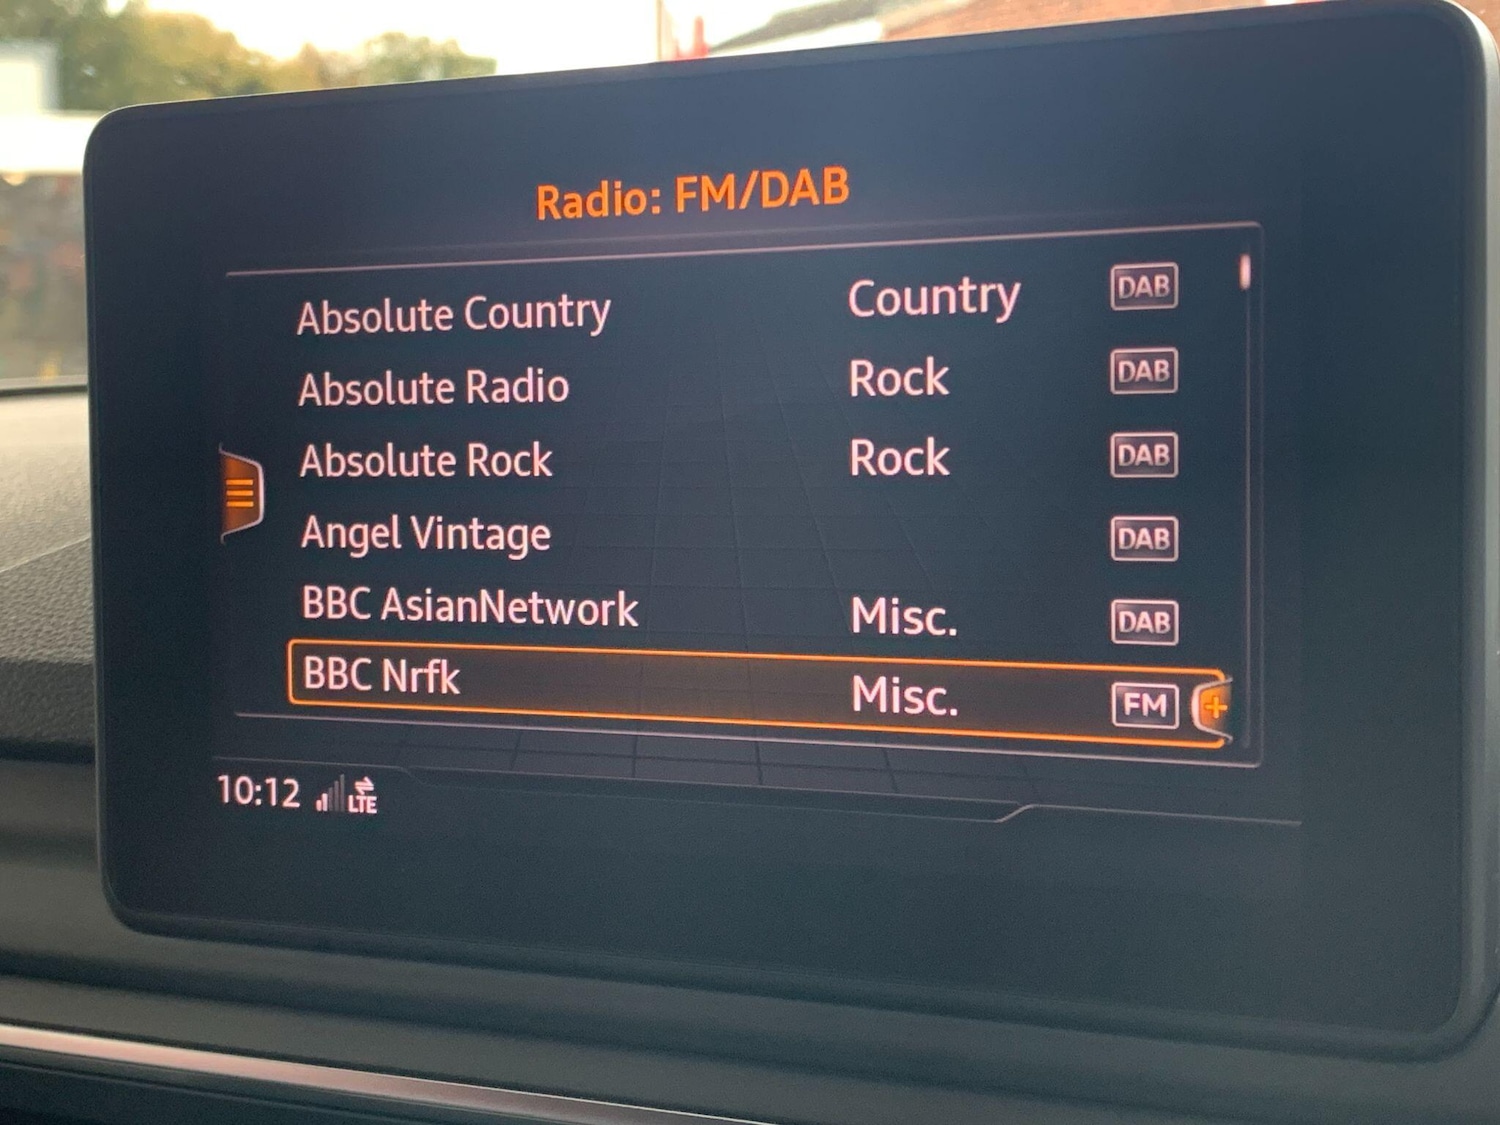 Radio: FM/DAB
Absolute Country Country DAB
Absolute Radio Rock DAB
Absolute Rock Rock DAB
Angel Vintage DAB
BBC AsianNetwork Misc. DAB
BBC Nrfk Misc. FM +
10:12 LTE